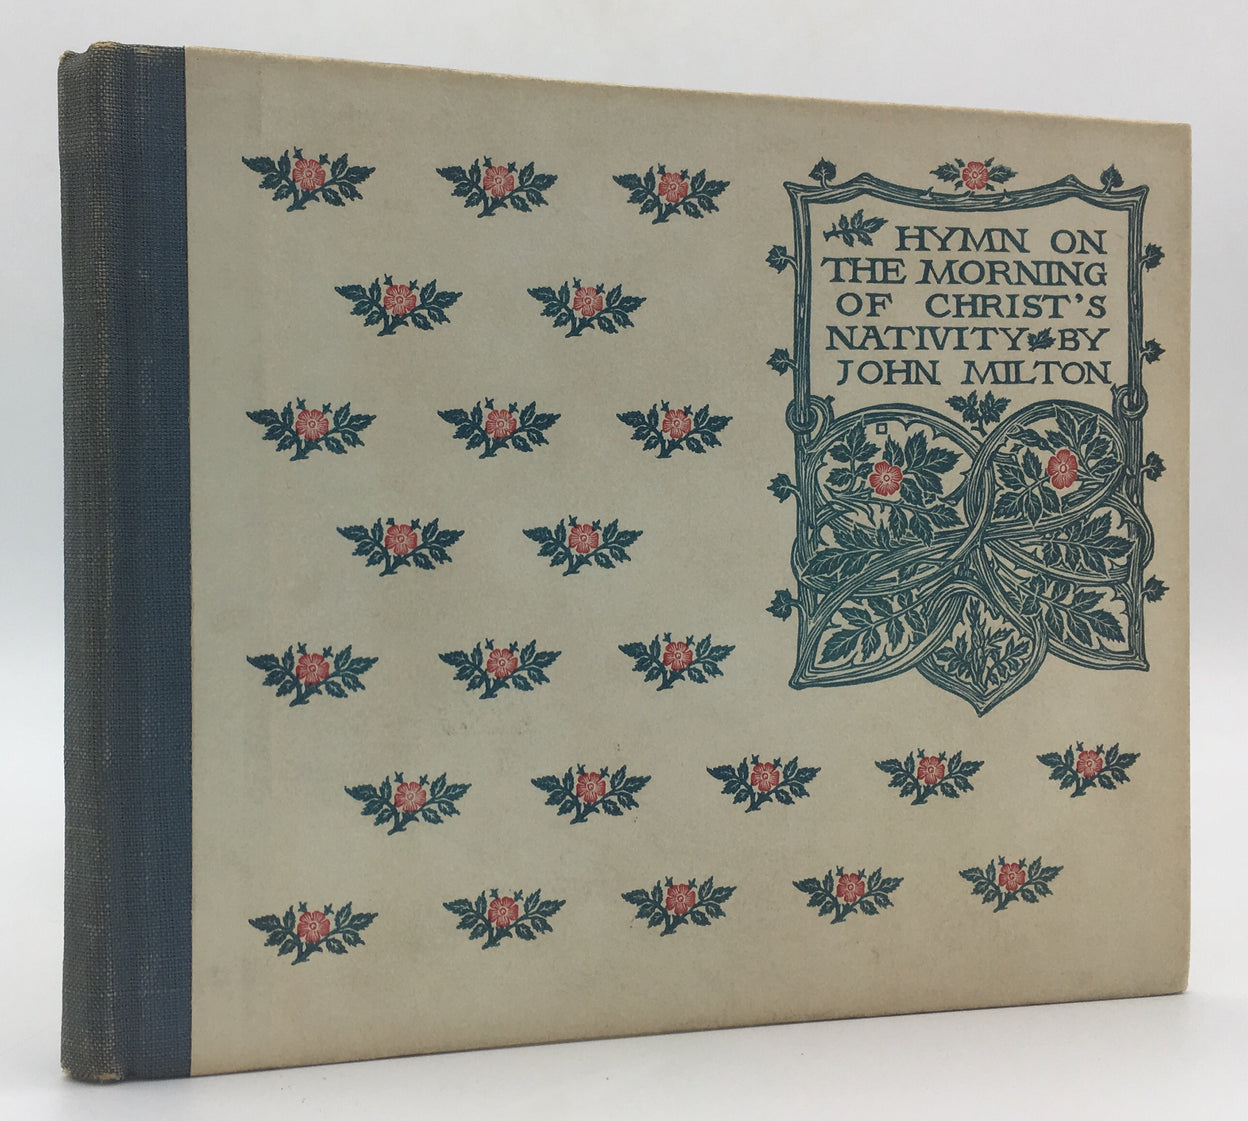 HYMN ON
THE MORNING
OF CHRIST'S
NATIVITY BY
JOHN MILTON